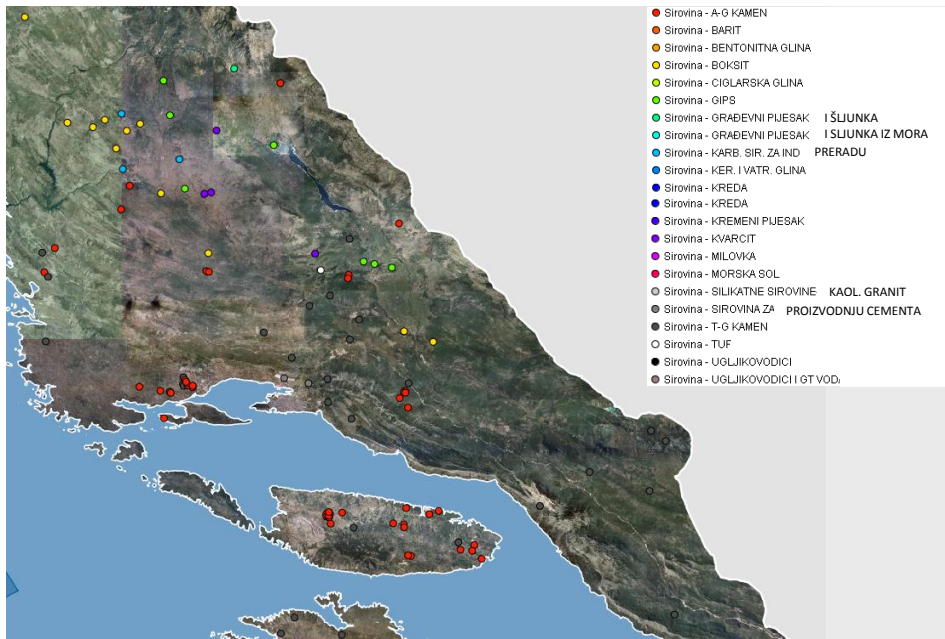 Sirovina - A-G KAMEN
Sirovina - BARIT
Sirovina - BENTONITNA GLINA
Sirovina - BOKSIT
Sirovina - CIGLARSKA GLINA
Sirovina - GIPS
Sirovina - GRAĐEVNI PIJESAK I ŠLJUNKA
Sirovina - GRAĐEVNI PIJESAK I SLJUNKA IZ MORA
Sirovina - KARB. SIR. ZA IND PRERADU
Sirovina - KER. I VATR. GLINA
Sirovina - KREDA
Sirovina - KREDA
Sirovina - KREMENI PIJESAK
Sirovina - KVARCIT
Sirovina - MILOVKA
Sirovina - MORSKA SOL
Sirovina - SILIKATNE SIROVINE KAOL. GRANIT
Sirovina - SIROVINA ZA PROIZVODNJU CEMENTA
Sirovina - T-G KAMEN
Sirovina - TUF
Sirovina - UGLJIKOVODICI
Sirovina - UGLJIKOVODICI I GT VOD